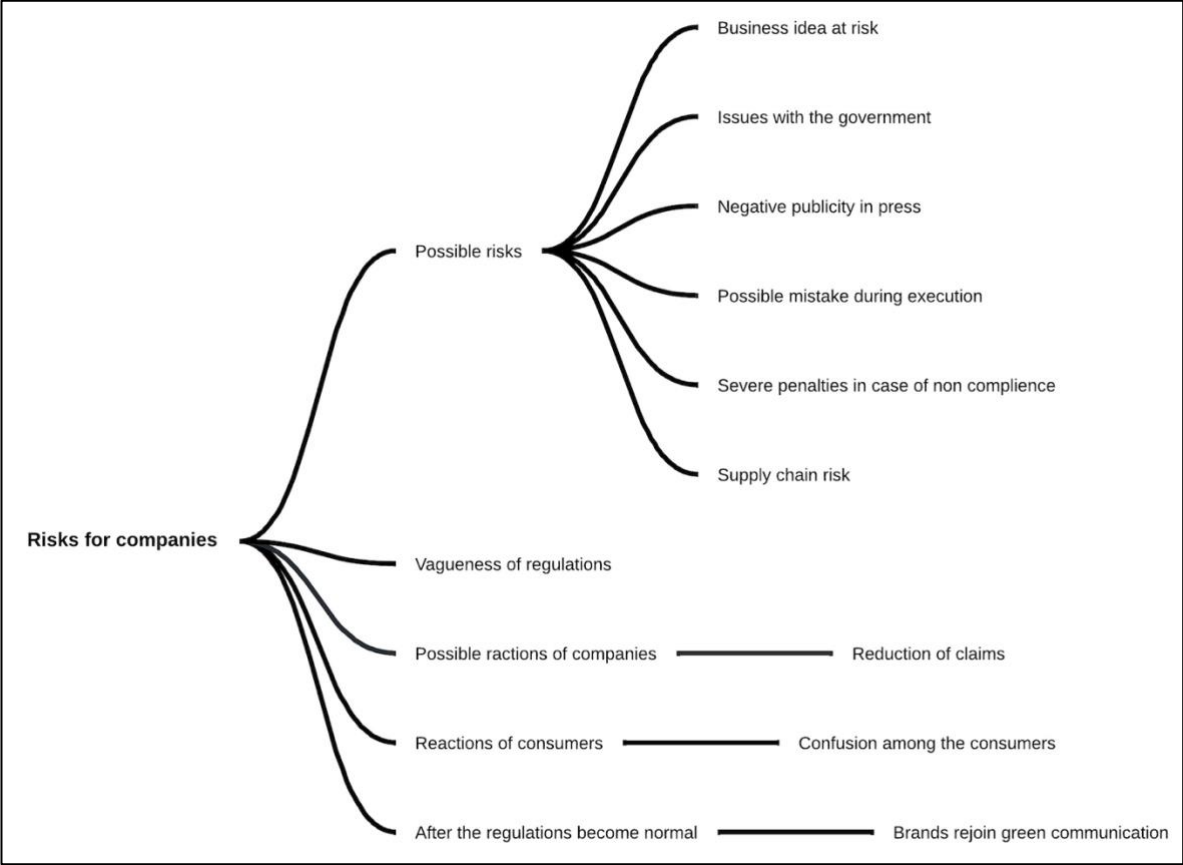 Business idea at risk
Issues with the government
Negative publicity in press
Possible risks
Possible mistake during execution
Severe penalties in case of non complience
Supply chain risk
Risks for companies
Vagueness of regulations
Possible ractions of companies
Reduction of claims
Reactions of consumers
Confusion among the consumers
After the regulations become normal
Brands rejoin green communication